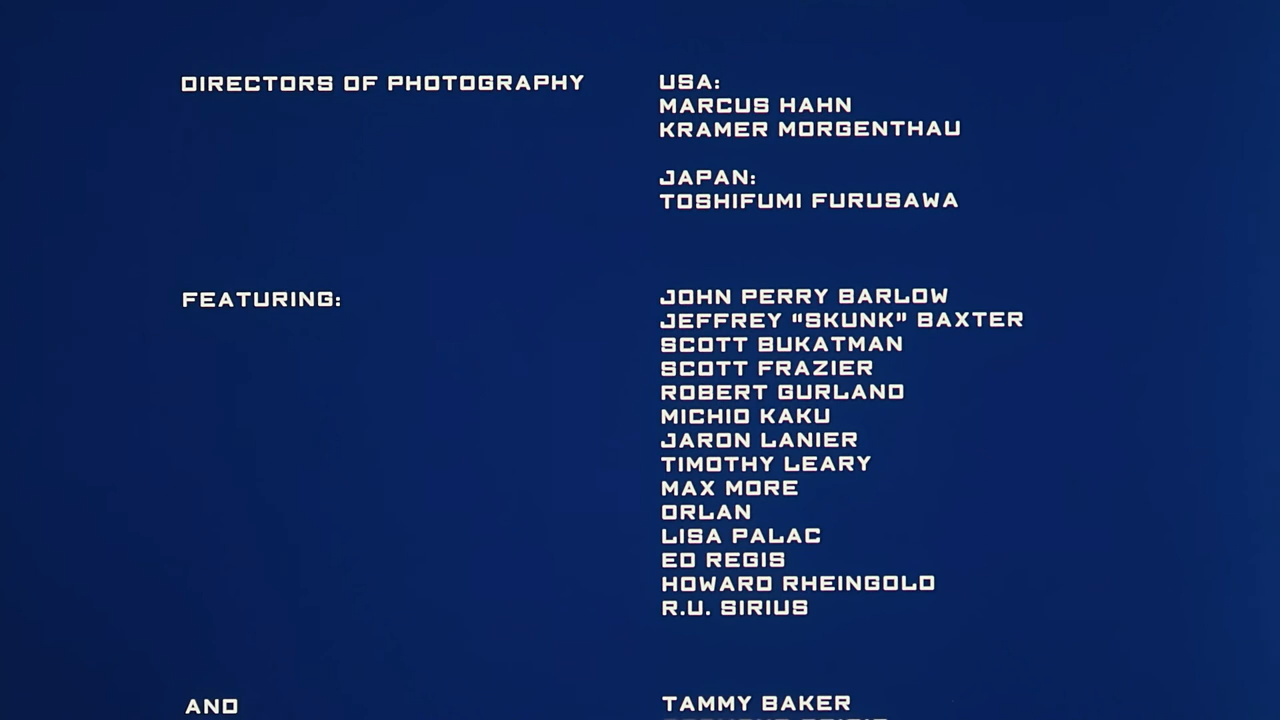 DIRECTORS OF PHOTOGRAPHY
USA:
MARCUS HAHN
KRAMER MORGENTHAU
JAPAN:
TOSHIFUMI FURUSAWA
FEATURING:
JOHN PERRY BARLOW
JEFFREY "SKUNK" BAXTER
SCOTT BUKATMAN
SCOTT FRAZIER
ROBERT GURLAND
MICHIO KAKU
JARON LANIER
TIMOTHY LEARY
MAX MORE
ORLAN
LISA PALAC
ED REGIS
HOWARD RHEINGOLD
R.U. SIRIUS
AND
TAMMY BAKER